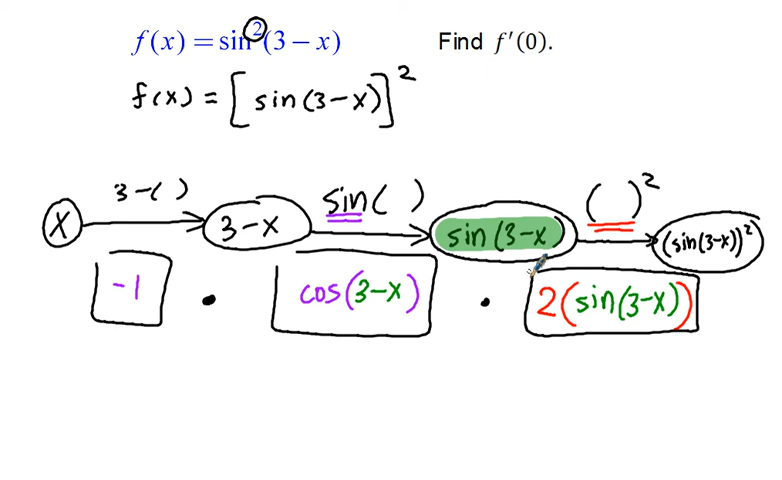 f(x) = sin²(3 − x) Find f′(0).
f(x) = [sin(3−x)]²
3−( ) sin( ) ( )²
x 3−x sin(3−x) (sin(3−x))²
−1 • cos(3−x) • 2(sin(3−x))